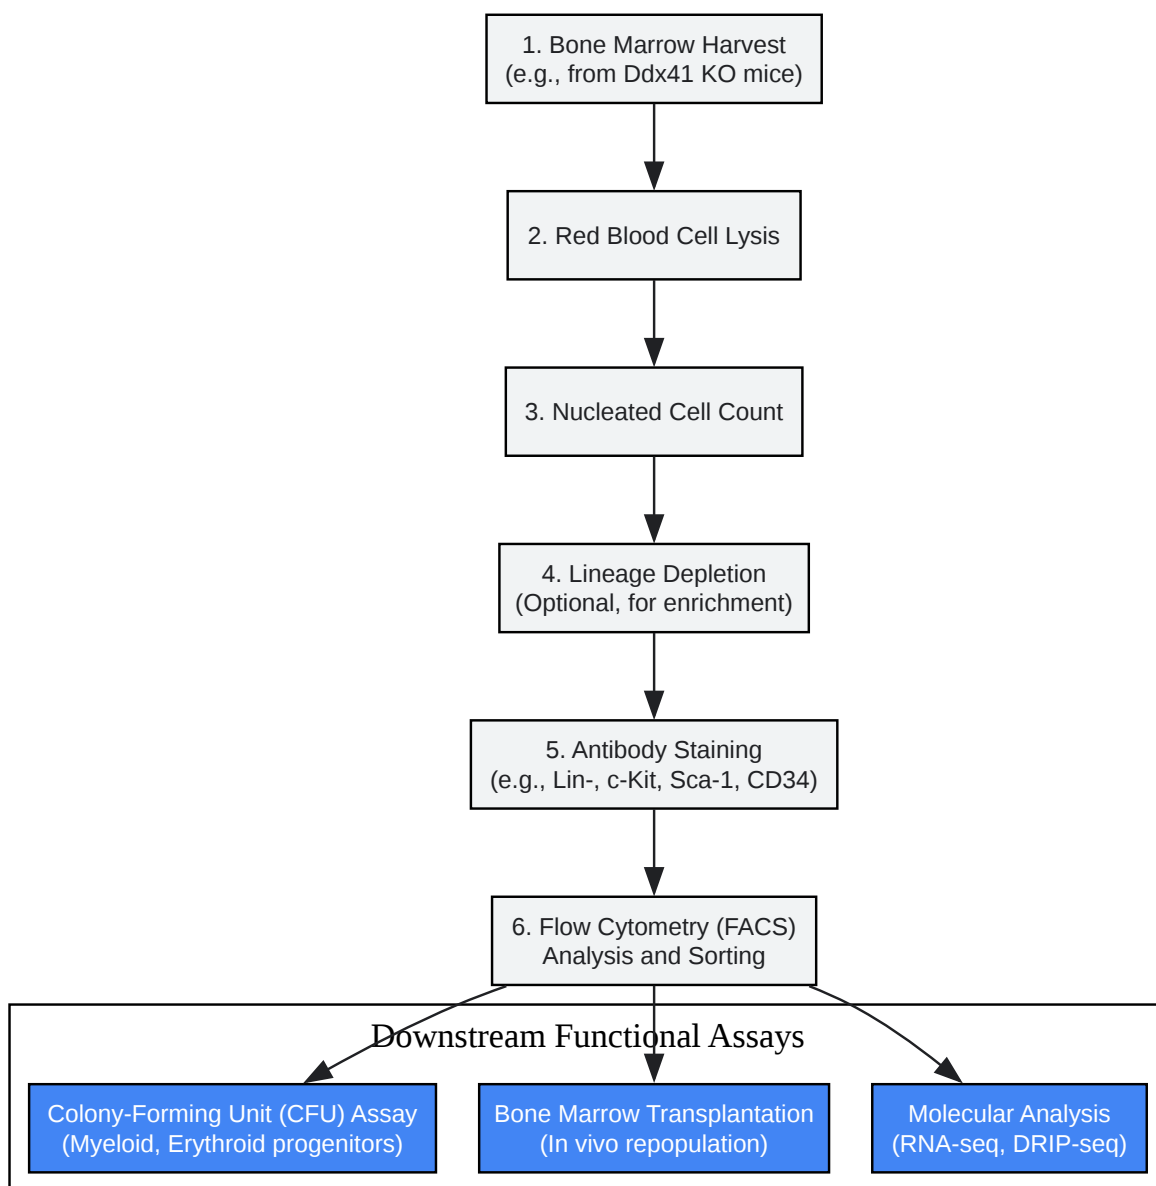 1. Bone Marrow Harvest
(e.g., from Ddx41 KO mice)
2. Red Blood Cell Lysis
3. Nucleated Cell Count
4. Lineage Depletion
(Optional, for enrichment)
5. Antibody Staining
(e.g., Lin-, c-Kit, Sca-1, CD34)
6. Flow Cytometry (FACS)
Analysis and Sorting
Downstream Functional Assays
Colony-Forming Unit (CFU) Assay
(Myeloid, Erythroid progenitors)
Bone Marrow Transplantation
(In vivo repopulation)
Molecular Analysis
(RNA-seq, DRIP-seq)